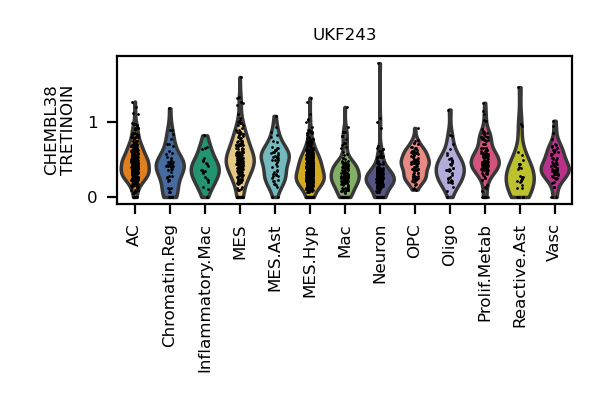 UKF243
CHEMBL38
TRETINOIN
1
0
AC
Chromatin.Reg
Inflammatory.Mac
MES
MES.Ast
MES.Hyp
Mac
Neuron
OPC
Oligo
Prolif.Metab
Reactive.Ast
Vasc